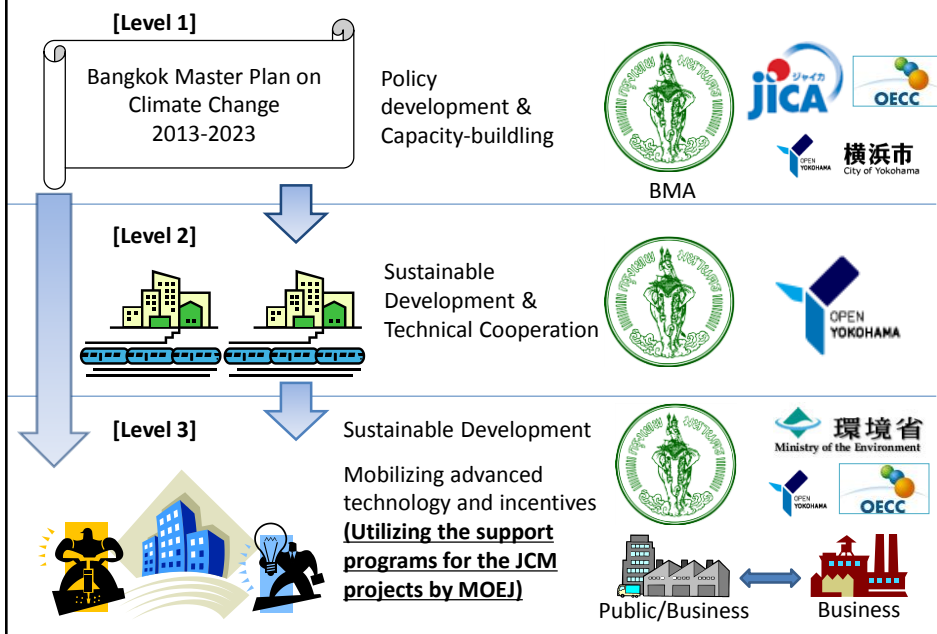 [Level 1]
Bangkok Master Plan on
Climate Change
2013-2023
Policy
development &
Capacity-buildling
BMA
ジャイカ
JICA
OECC
OPEN
YOKOHAMA
横浜市
City of Yokohama
[Level 2]
Sustainable
Development &
Technical Cooperation
OPEN
YOKOHAMA
[Level 3]
Sustainable Development
Mobilizing advanced
technology and incentives
(Utilizing the support
programs for the JCM
projects by MOEJ)
環境省
Ministry of the Environment
OPEN
YOKOHAMA
OECC
Public/Business
Business